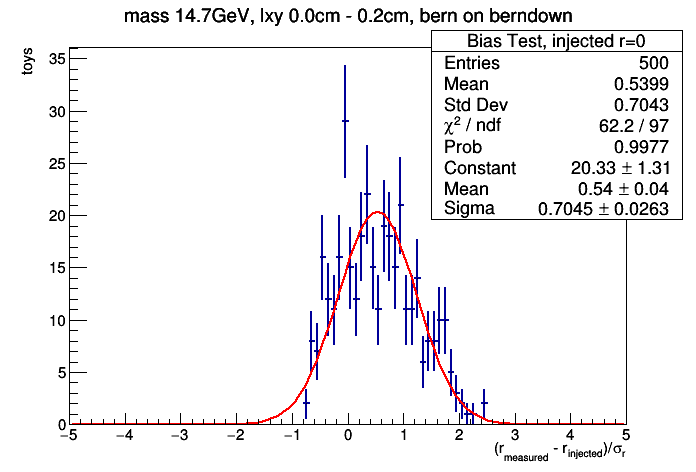 mass 14.7GeV, lxy 0.0cm - 0.2cm, bern on berndown
Bias Test, injected r=0
Entries 500
Mean 0.5399
Std Dev 0.7043
χ² / ndf 62.2 / 97
Prob 0.9977
Constant 20.33 ± 1.31
Mean 0.54 ± 0.04
Sigma 0.7045 ± 0.0263
toys
35
30
25
20
15
10
5
0
−5 −4 −3 −2 −1 0 1 2 3 4 5
(r_measured - r_injected)/σ_r